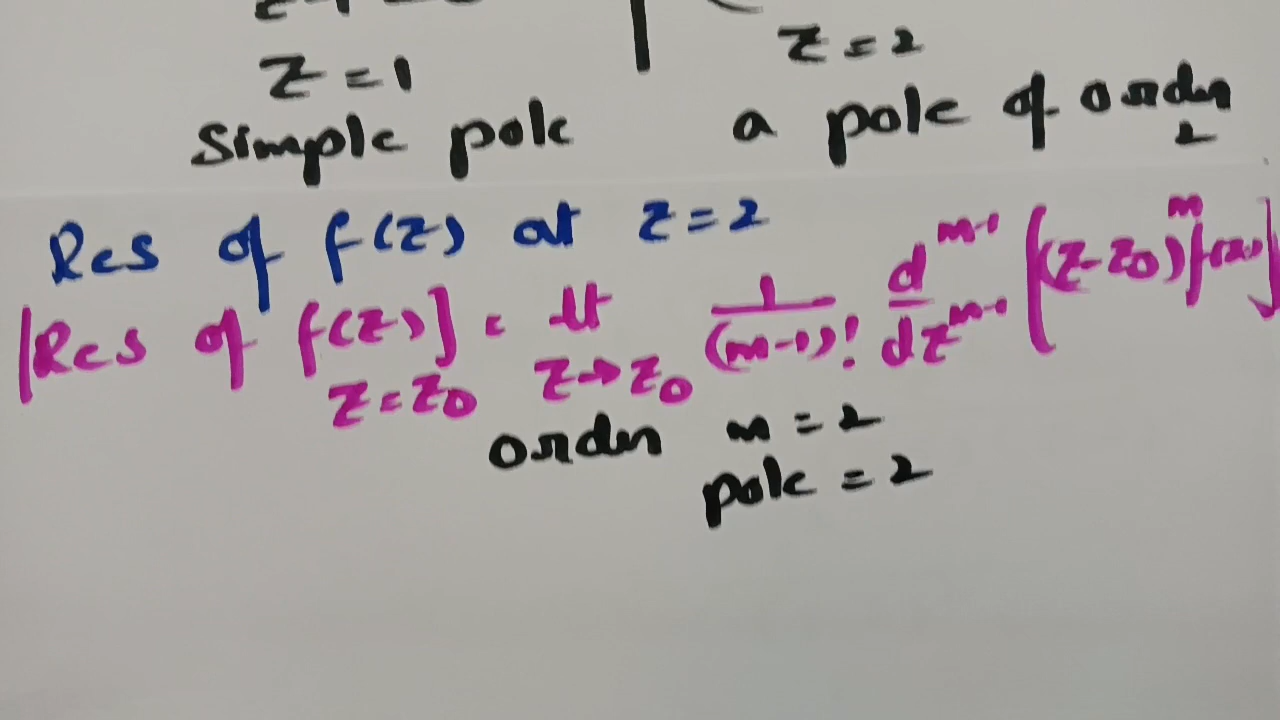 z = 1
z = 2
Simple pole
a pole of order 2
Res of f(z) at z = 2
[Res of f(z)] z = z0 = lt z→z0 1/(m-1)! d^m-1/dz^m-1 [(z-z0)^m f(z)]
order m = 2
pole = 2